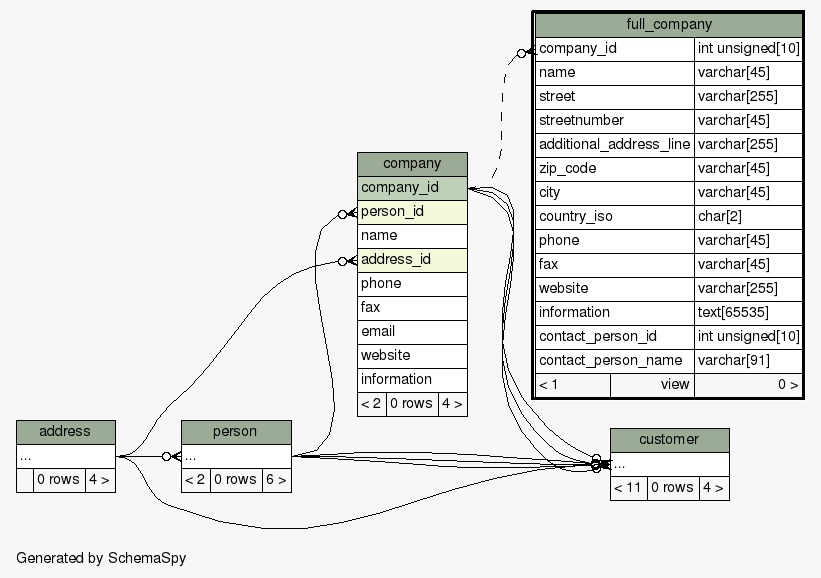 full_company
company_id int unsigned[10]
name varchar[45]
street varchar[255]
streetnumber varchar[45]
additional_address_line varchar[255]
zip_code varchar[45]
city varchar[45]
country_iso char[2]
phone varchar[45]
fax varchar[45]
website varchar[255]
information text[65535]
contact_person_id int unsigned[10]
contact_person_name varchar[91]
< 1 view 0 >
company
company_id
person_id
name
address_id
phone
fax
email
website
information
< 2 0 rows 4 >
address
...
0 rows 4 >
person
...
< 2 0 rows 6 >
customer
...
< 11 0 rows 4 >
Generated by SchemaSpy